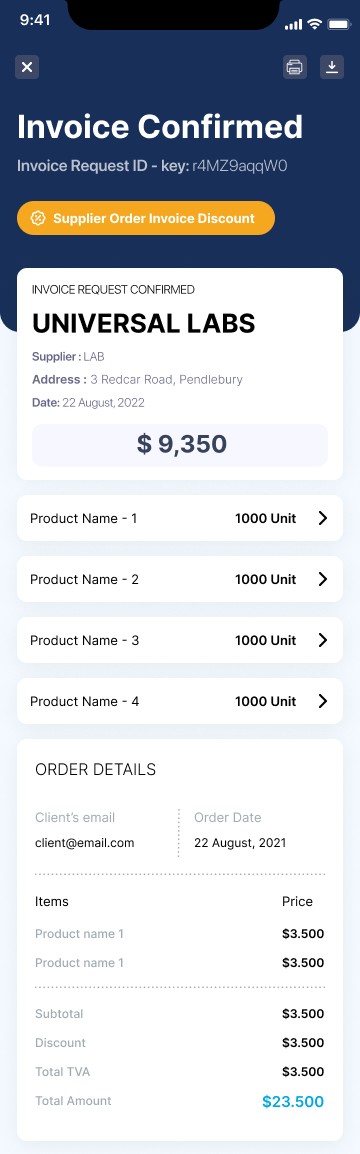 9:41
Invoice Confirmed
Invoice Request ID - key: r4MZ9aqqW0
Supplier Order Invoice Discount
INVOICE REQUEST CONFIRMED
UNIVERSAL LABS
Supplier : LAB
Address : 3 Redcar Road, Pendlebury
Date: 22 August, 2022
$ 9,350
Product Name - 1 1000 Unit
Product Name - 2 1000 Unit
Product Name - 3 1000 Unit
Product Name - 4 1000 Unit
ORDER DETAILS
Client's email Order Date
client@email.com 22 August, 2021
Items Price
Product name 1 $3.500
Product name 1 $3.500
Subtotal $3.500
Discount $3.500
Total TVA $3.500
Total Amount $23.500